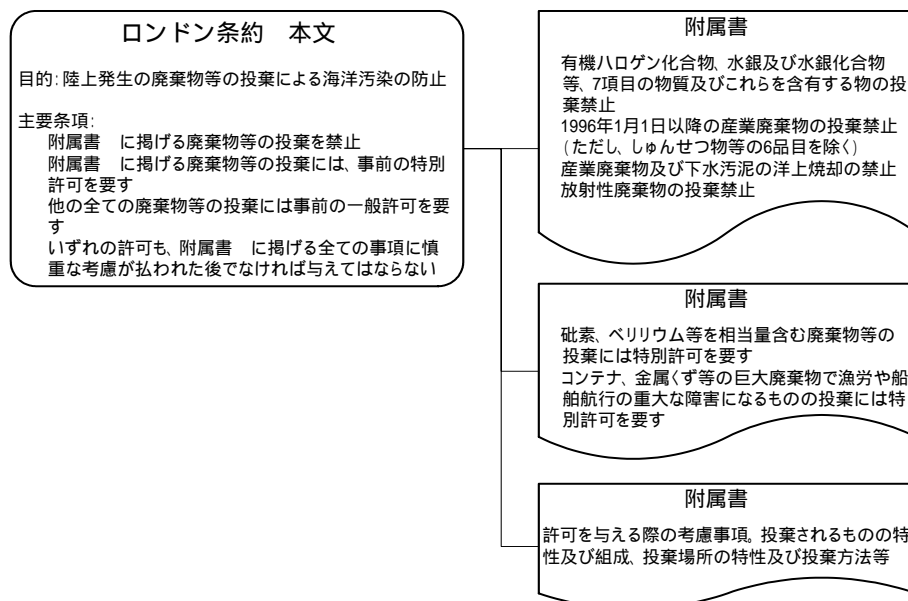 ロンドン条約　本文
目的: 陸上発生の廃棄物等の投棄による海洋汚染の防止
主要条項:
附属書　に掲げる廃棄物等の投棄を禁止
附属書　に掲げる廃棄物等の投棄には、事前の特別
許可を要す
他の全ての廃棄物等の投棄には事前の一般許可を要
す
いずれの許可も、附属書　に掲げる全ての事項に慎
重な考慮が払われた後でなければ与えてはならない
附属書
有機ハロゲン化合物、水銀及び水銀化合物
等、7項目の物質及びこれらを含有する物の投
棄禁止
1996年1月1日以降の産業廃棄物の投棄禁止
(ただし、しゅんせつ物等の6品目を除く)
産業廃棄物及び下水汚泥の洋上焼却の禁止
放射性廃棄物の投棄禁止
附属書
砒素、ベリリウム等を相当量含む廃棄物等の
投棄には特別許可を要す
コンテナ、金属くず等の巨大廃棄物で漁労や船
舶航行の重大な障害になるものの投棄には特
別許可を要す
附属書
許可を与える際の考慮事項。投棄されるものの特
性及び組成、投棄場所の特性及び投棄方法等